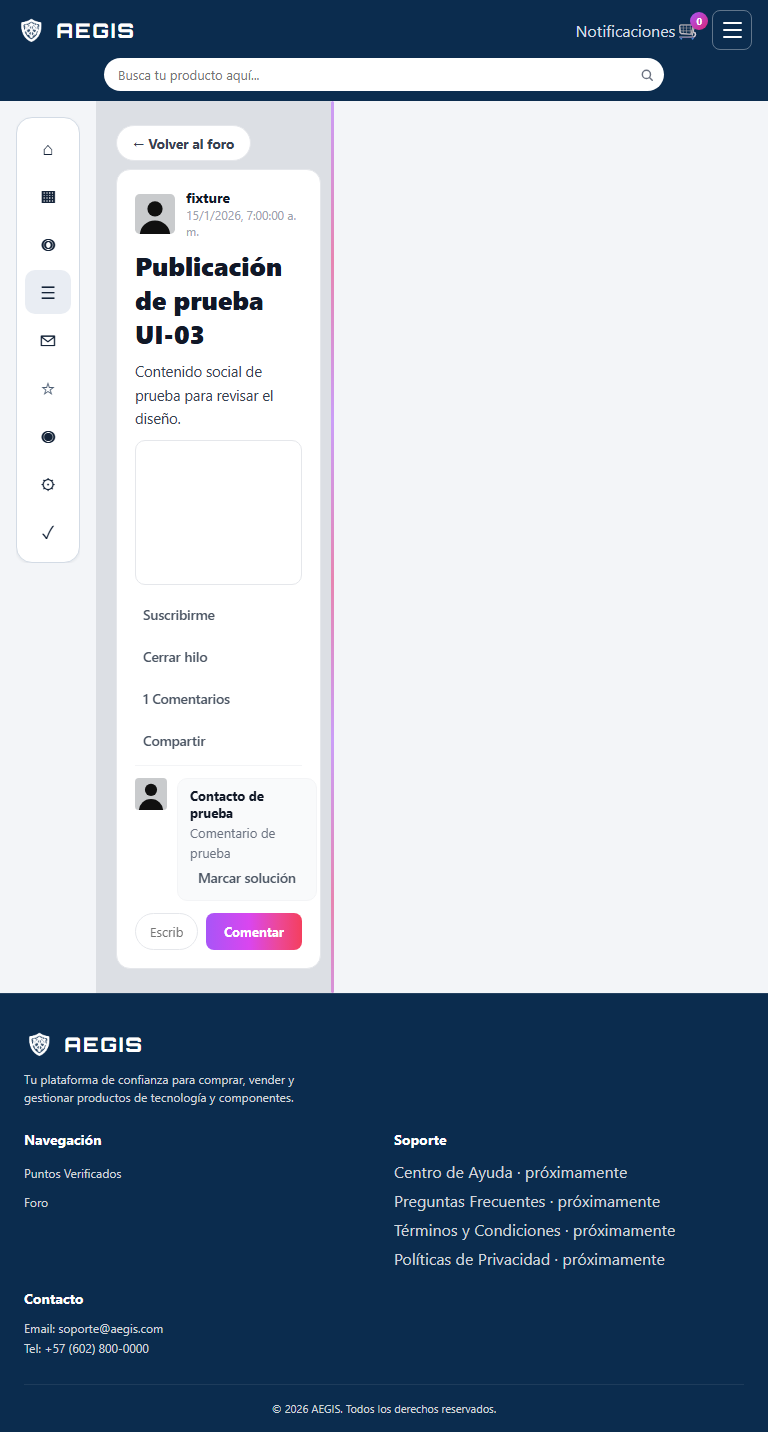 AEGIS
Notificaciones
0
Busca tu producto aquí...
← Volver al foro
fixture
15/1/2026, 7:00:00 a.
m.
Publicación
de prueba
UI-03
Contenido social de
prueba para revisar el
diseño.
Suscribirme
Cerrar hilo
1 Comentarios
Compartir
Contacto de
prueba
Comentario de
prueba
Marcar solución
Escrib
Comentar
AEGIS
Tu plataforma de confianza para comprar, vender y
gestionar productos de tecnología y componentes.
Navegación
Puntos Verificados
Foro
Soporte
Centro de Ayuda · próximamente
Preguntas Frecuentes · próximamente
Términos y Condiciones · próximamente
Políticas de Privacidad · próximamente
Contacto
Email: soporte@aegis.com
Tel: +57 (602) 800-0000
© 2026 AEGIS. Todos los derechos reservados.